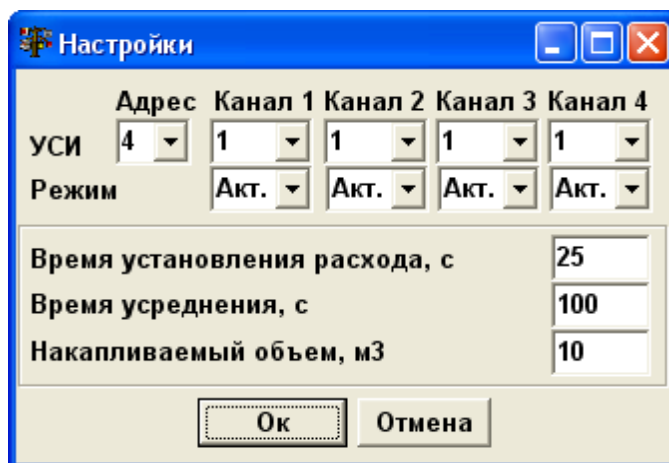 Настройки
Адрес Канал 1 Канал 2 Канал 3 Канал 4
УСИ 4 1 1 1 1
Режим Акт. Акт. Акт. Акт.
Время установления расхода, с 25
Время усреднения, с 100
Накапливаемый объем, м3 10
Ок Отмена